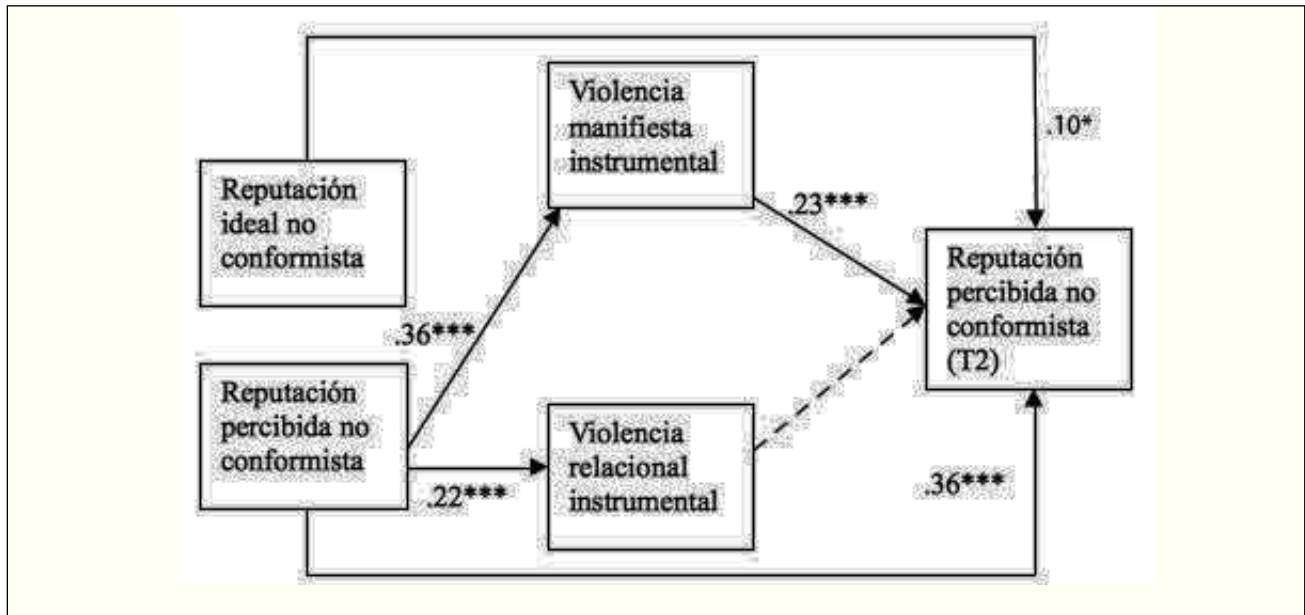 Violencia
manifiesta
instrumental
.10*
Reputación
ideal no
conformista
.23***
Reputación
percibida no
conformista
(T2)
.36***
Reputación
percibida no
conformista
Violencia
relacional
instrumental
.22***
.36***